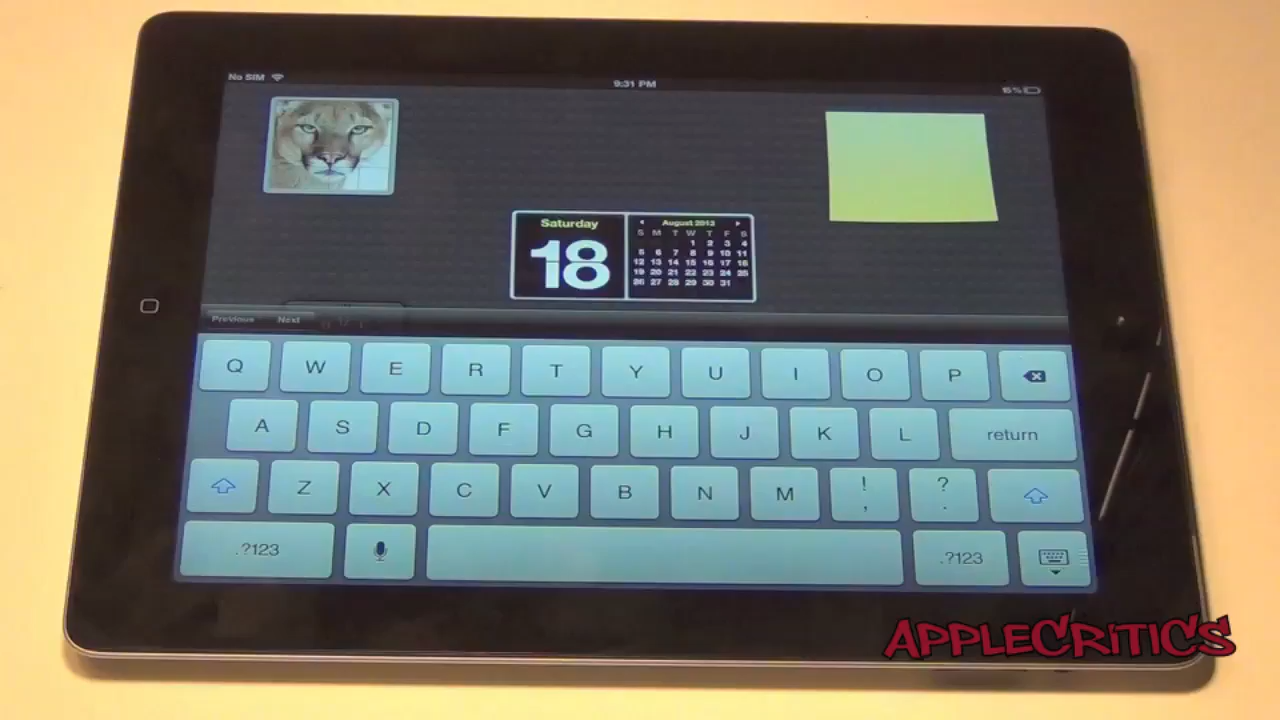 No SIM
9:31 PM
15%
Saturday
18
August 2012
S M T W T F S
1 2 3 4
5 6 7 8 9 10 11
12 13 14 15 16 17 18
19 20 21 22 23 24 25
26 27 28 29 30 31
Previous Next
Q W E R T Y U I O P
A S D F G H J K L return
Z X C V B N M ! , ? .
.?123 .?123
APPLECRITICS